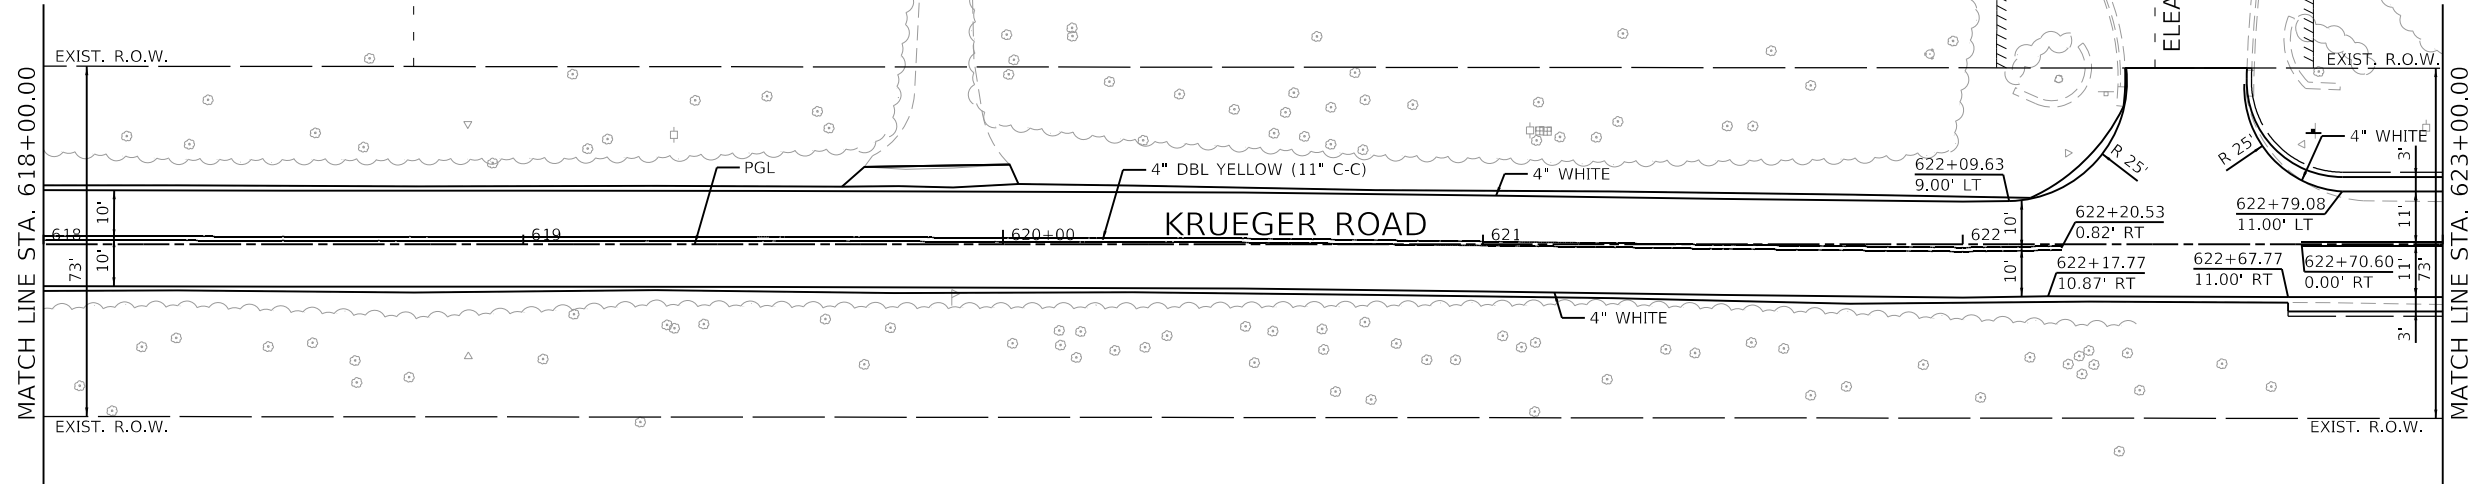 EXIST. R.O.W.
ELEA
EXIST. R.O.W.
MATCH LINE STA. 618+00.00
MATCH LINE STA. 623+00.00
4" WHITE
R 25'
R 25'
3'
PGL
4" DBL YELLOW (11" C-C)
4" WHITE
622+09.63
9.00' LT
10'
KRUEGER ROAD
10'
622+20.53
0.82' RT
622+79.08
11.00' LT
11'
618
619
620+00
621
622
10'
73'
10'
622+17.77
10.87' RT
622+67.77
11.00' RT
622+70.60
0.00' RT
11'
73'
4" WHITE
3'
EXIST. R.O.W.
EXIST. R.O.W.